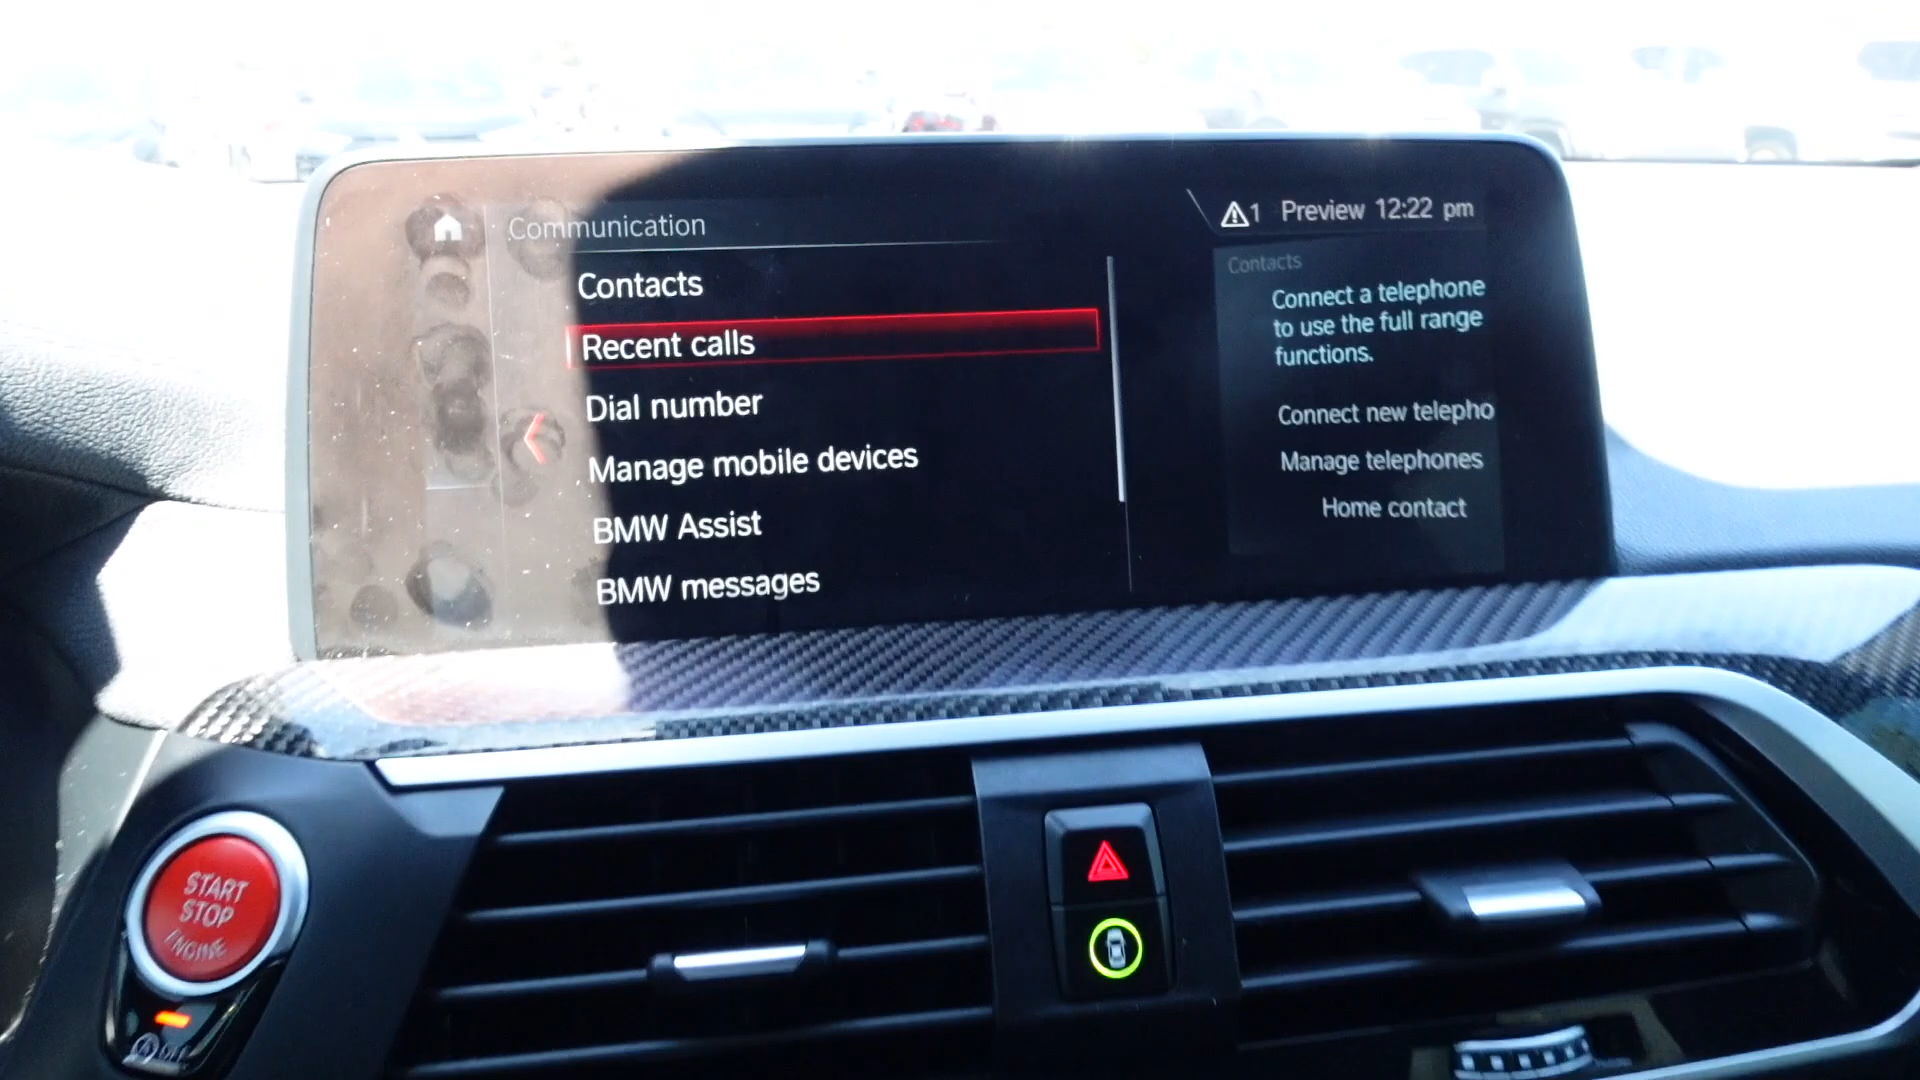 Communication
1 Preview 12:22 pm
Contacts
Recent calls
Dial number
Manage mobile devices
BMW Assist
BMW messages
Contacts
Connect a telephone
to use the full range
functions.
Connect new telepho
Manage telephones
Home contact
START
STOP
ENGINE
OFF